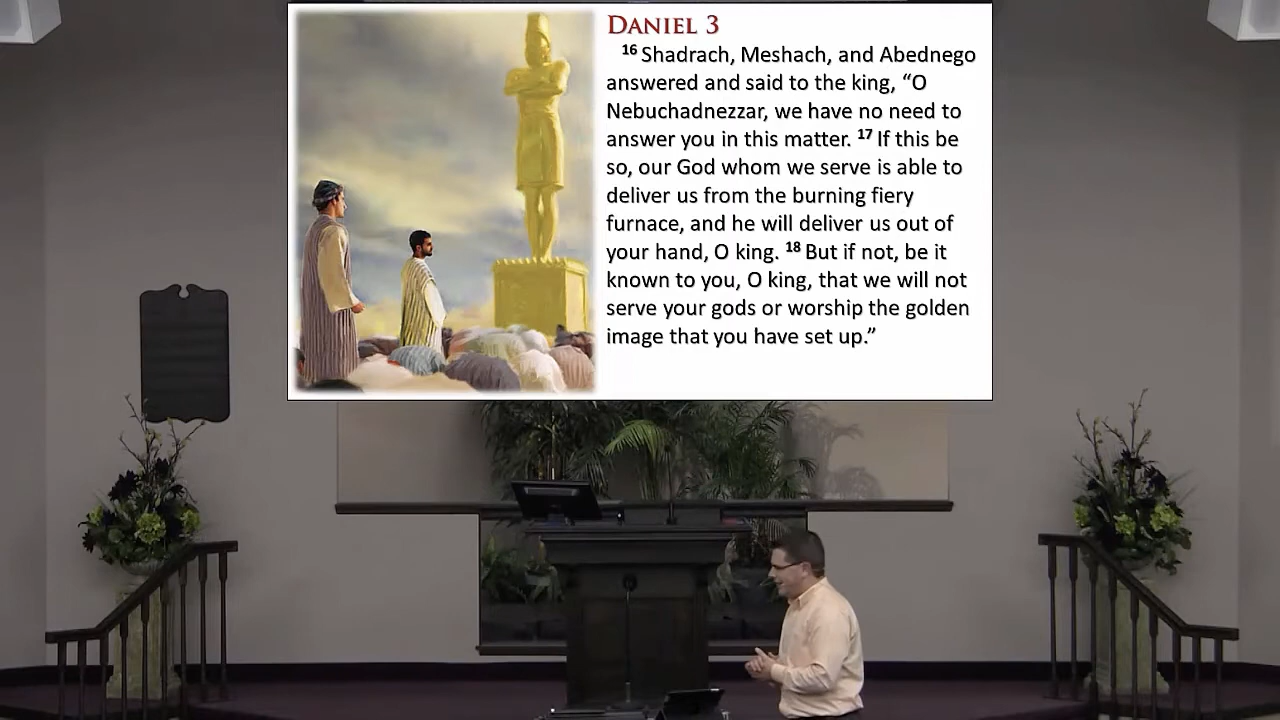 DANIEL 3
16 Shadrach, Meshach, and Abednego
answered and said to the king, “O
Nebuchadnezzar, we have no need to
answer you in this matter. 17 If this be
so, our God whom we serve is able to
deliver us from the burning fiery
furnace, and he will deliver us out of
your hand, O king. 18 But if not, be it
known to you, O king, that we will not
serve your gods or worship the golden
image that you have set up.”